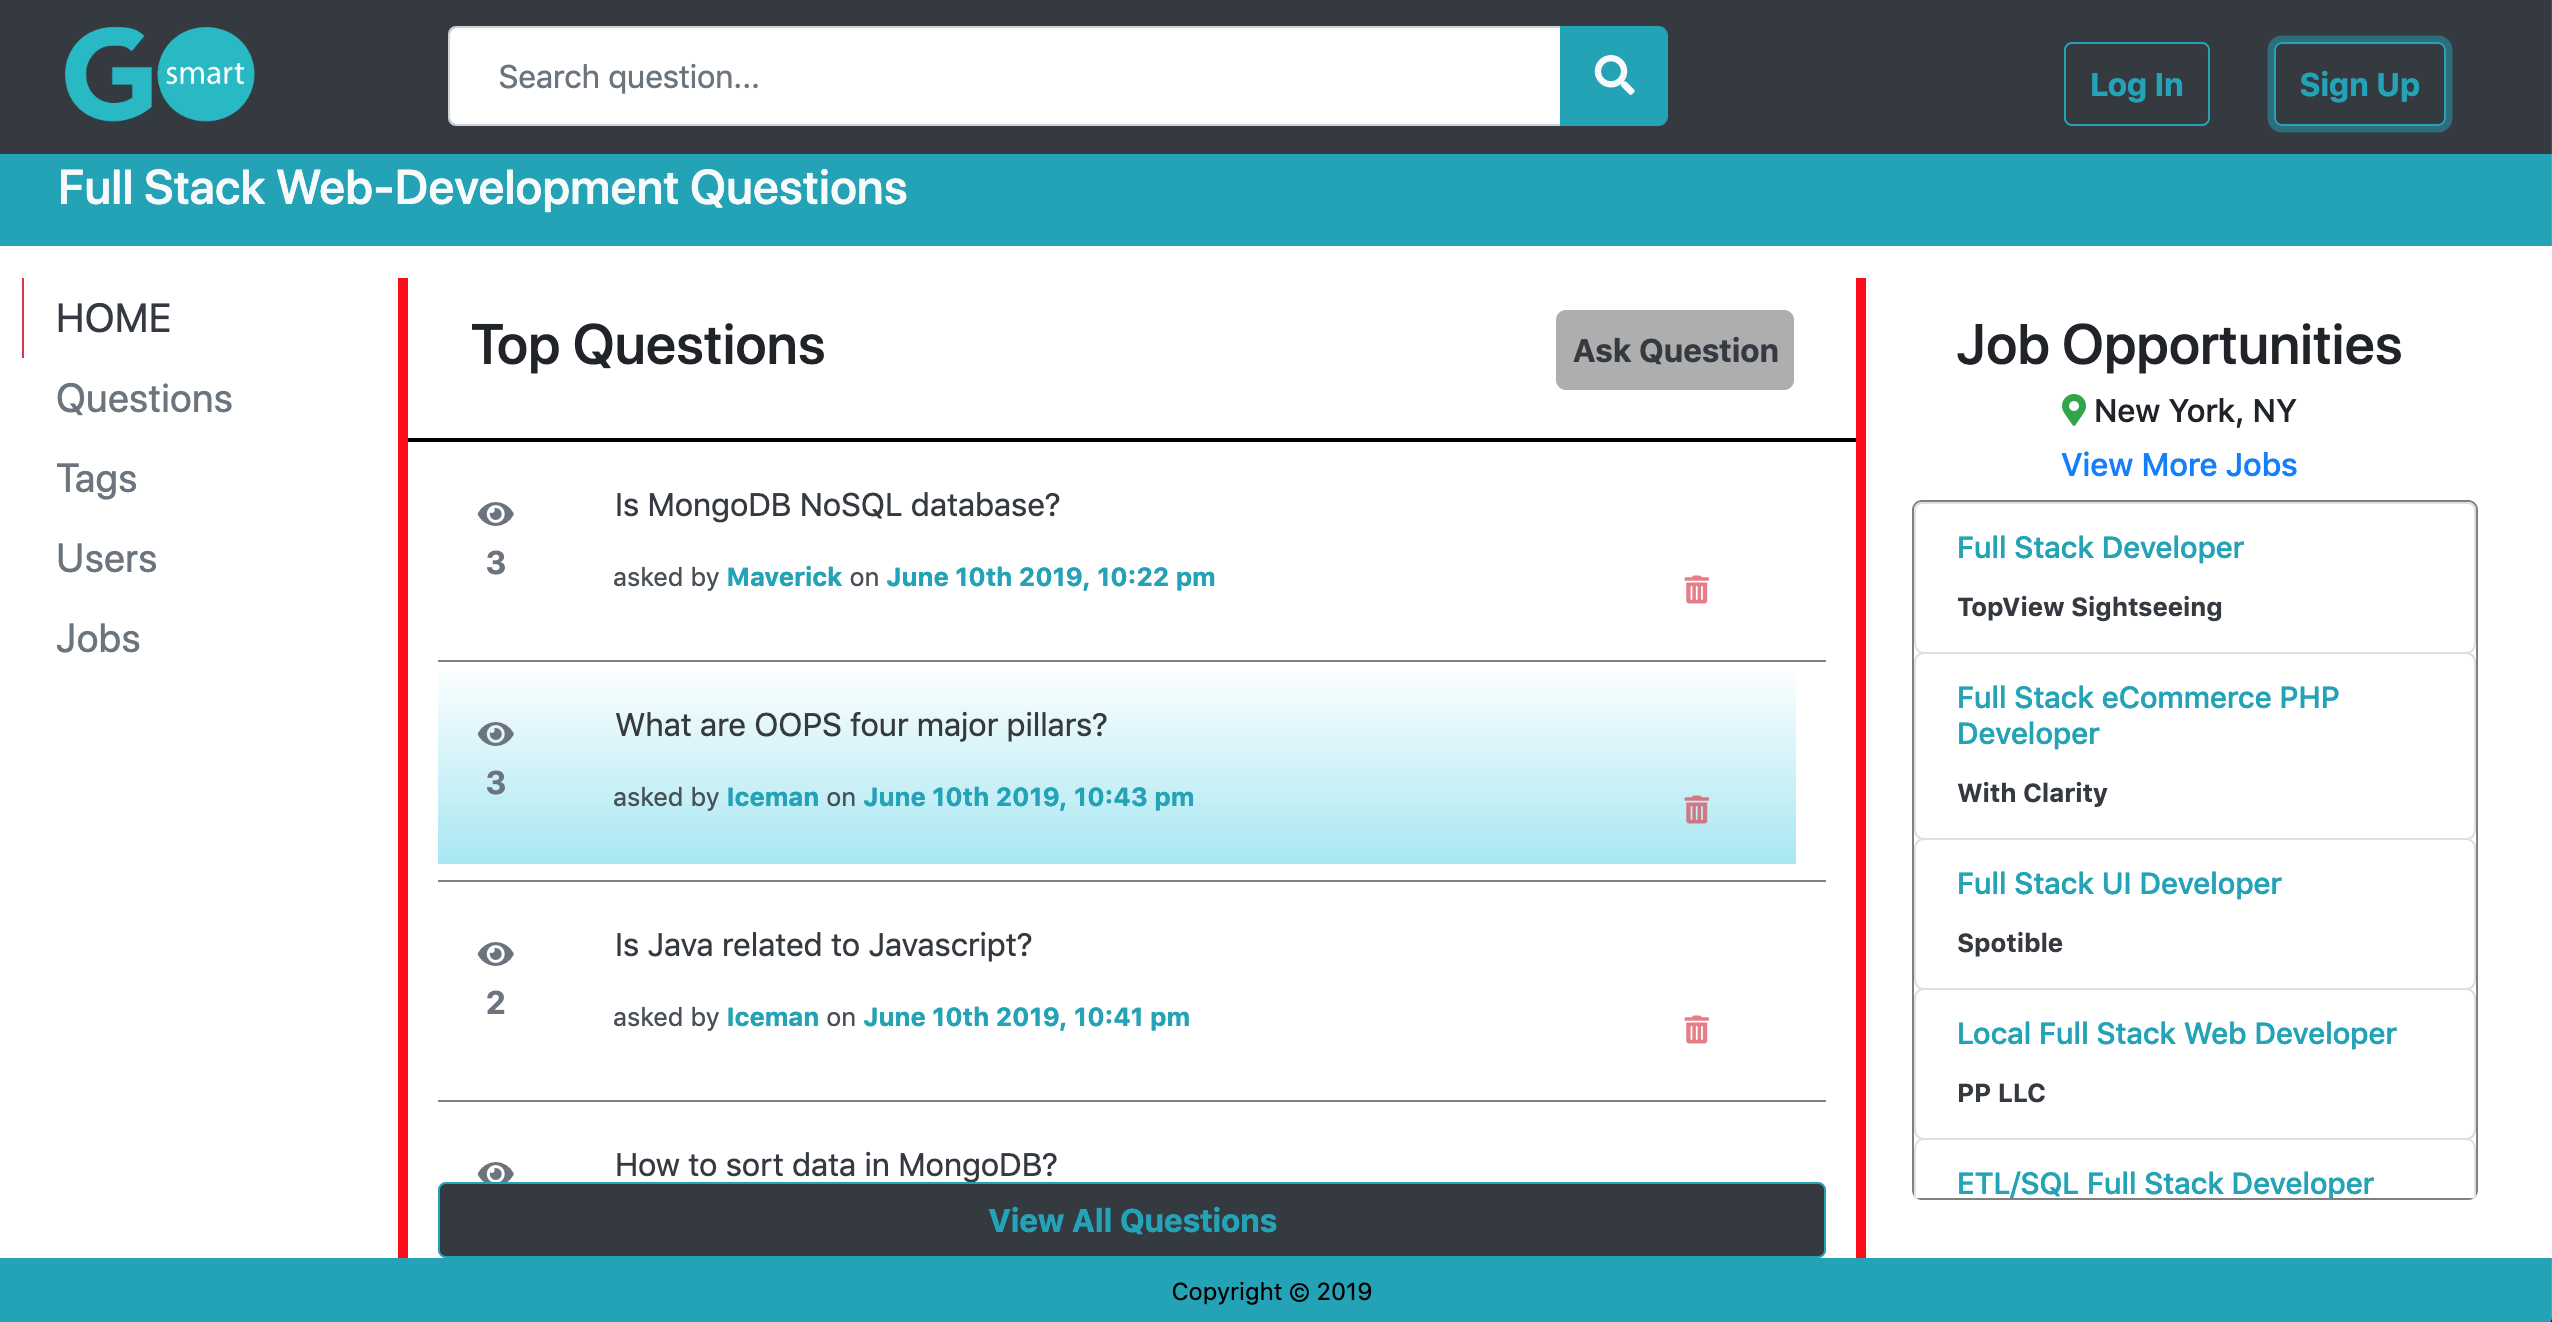 GO smart
Search question...
Log In
Sign Up
Full Stack Web-Development Questions
HOME
Questions
Tags
Users
Jobs
Top Questions
Ask Question
Is MongoDB NoSQL database?
3
asked by Maverick on June 10th 2019, 10:22 pm
What are OOPS four major pillars?
3
asked by Iceman on June 10th 2019, 10:43 pm
Is Java related to Javascript?
2
asked by Iceman on June 10th 2019, 10:41 pm
How to sort data in MongoDB?
View All Questions
Job Opportunities
New York, NY
View More Jobs
Full Stack Developer
TopView Sightseeing
Full Stack eCommerce PHP
Developer
With Clarity
Full Stack UI Developer
Spotible
Local Full Stack Web Developer
PP LLC
ETL/SQL Full Stack Developer
Copyright © 2019